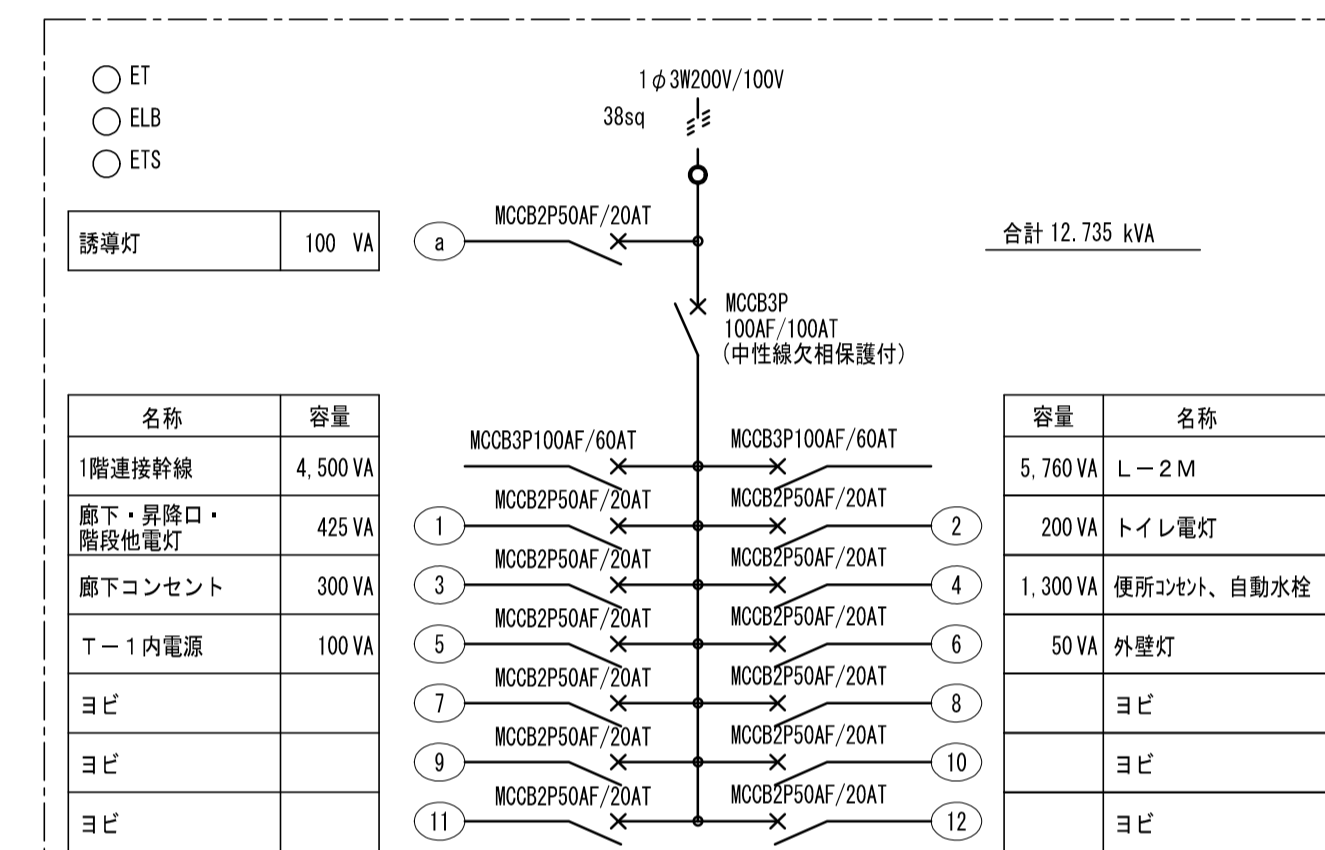 ET
ELB
ETS
1φ3W200V/100V
38sq
誘導灯 100 VA
a
MCCB2P50AF/20AT
合計 12.735 kVA
MCCB3P
100AF/100AT
(中性線欠相保護付)
名称 容量
容量 名称
1階連接幹線 4,500 VA
MCCB3P100AF/60AT
MCCB3P100AF/60AT
5,760 VA L-2M
廊下・昇降口・
階段他電灯 425 VA
1 MCCB2P50AF/20AT
MCCB2P50AF/20AT 2
200 VA トイレ電灯
廊下コンセント 300 VA
3 MCCB2P50AF/20AT
MCCB2P50AF/20AT 4
1,300 VA 便所コンセント、自動水栓
T-1内電源 100 VA
5 MCCB2P50AF/20AT
MCCB2P50AF/20AT 6
50 VA 外壁灯
ヨビ
7 MCCB2P50AF/20AT
MCCB2P50AF/20AT 8
ヨビ
ヨビ
9 MCCB2P50AF/20AT
MCCB2P50AF/20AT 10
ヨビ
ヨビ
11 MCCB2P50AF/20AT
MCCB2P50AF/20AT 12
ヨビ